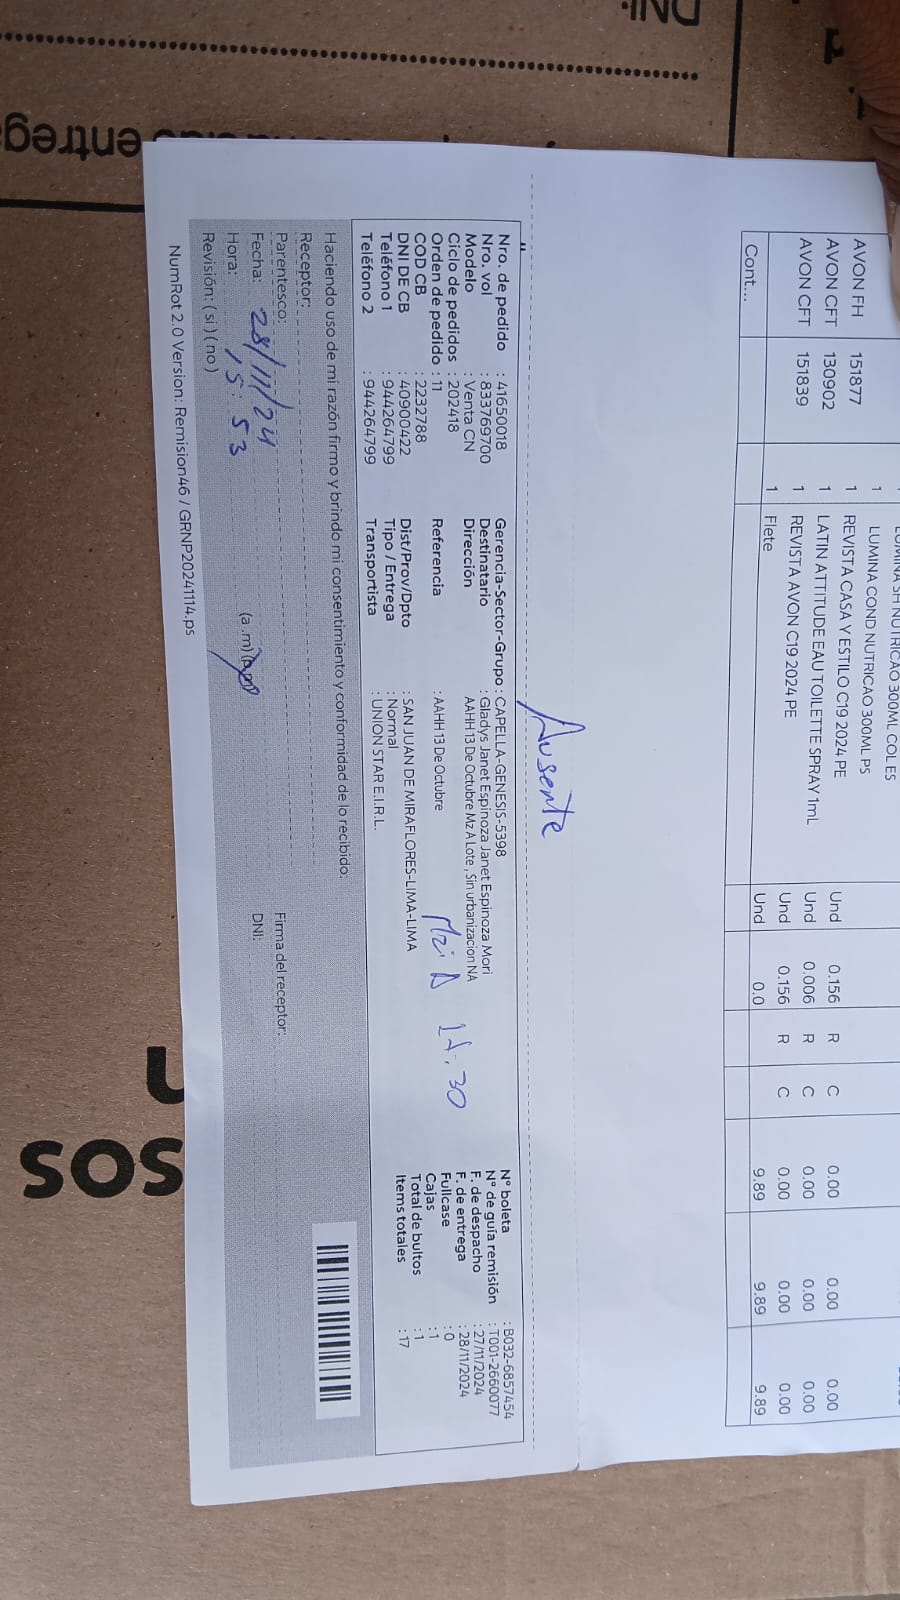 DNI:
entreg
LUMINA SH NUTRICAO 300ML COL ES
1 LUMINA COND NUTRICAO 300ML PS
AVON FH 151877 1 REVISTA CASA Y ESTILO C19 2024 PE Und 0.156 R C 0.00 0.00 0.00
AVON CFT 130902 1 LATIN ATTITUDE EAU TOILETTE SPRAY 1mL Und 0.006 R C 0.00 0.00 0.00
AVON CFT 151839 1 REVISTA AVON C19 2024 PE Und 0.156 R C 0.00 0.00 0.00
1 Flete Und 0.0 9.89 9.89 9.89
Cont...
Ausente
Nro. de pedido : 41650018 Gerencia-Sector-Grupo : CAPELLA-GENESIS-5398 N° boleta : B032-6857454
Nro. vol : 833769700 Destinatario : Gladys Janet Espinoza Janet Espinoza Mori N° de guía remisión : T001-2660077
Modelo : Venta CN Dirección AAHH 13 De Octubre Mz A Lote , Sin urbanizacion NA F. de despacho : 27/11/2024
Ciclo de pedidos : 202418 F. de entrega : 28/11/2024
Orden de pedido : 11 Referencia : AAHH 13 De Octubre Fullcase : 0
COD CB : 2232788 Cajas : 1
DNI DE CB : 40900422 Dist/Prov/Dpto : SAN JUAN DE MIRAFLORES-LIMA-LIMA Total de bultos : 1
Teléfono 1 : 944264799 Tipo / Entrega : Normal Items totales : 17
Teléfono 2 : 944264799 Transportista : UNION STAR E.I.R.L.
Haciendo uso de mi razón firmo y brindo mi consentimiento y conformidad de lo recibido:
Receptor:
Parentesco: Firma del receptor:
Fecha: 28/11/24 DNI:
Hora: 15:53 (a.m)
Revisión: ( si ) ( no )
NumRot 2.0 Version: Remision46 / GRNP20241114.ps
sos